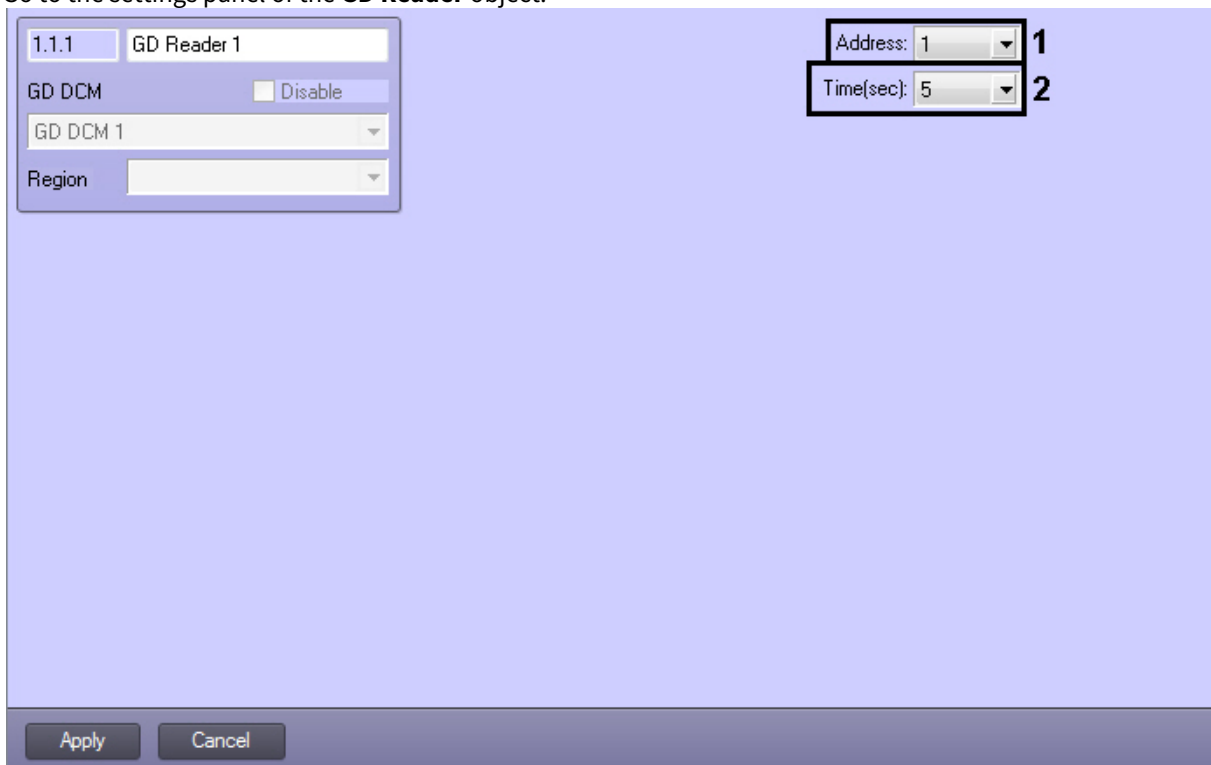 Go to the settings panel of the GD Reader object.
1.1.1 GD Reader 1
GD DCM Disable
GD DCM 1
Region
Address: 1 1
Time(sec): 5 2
Apply Cancel